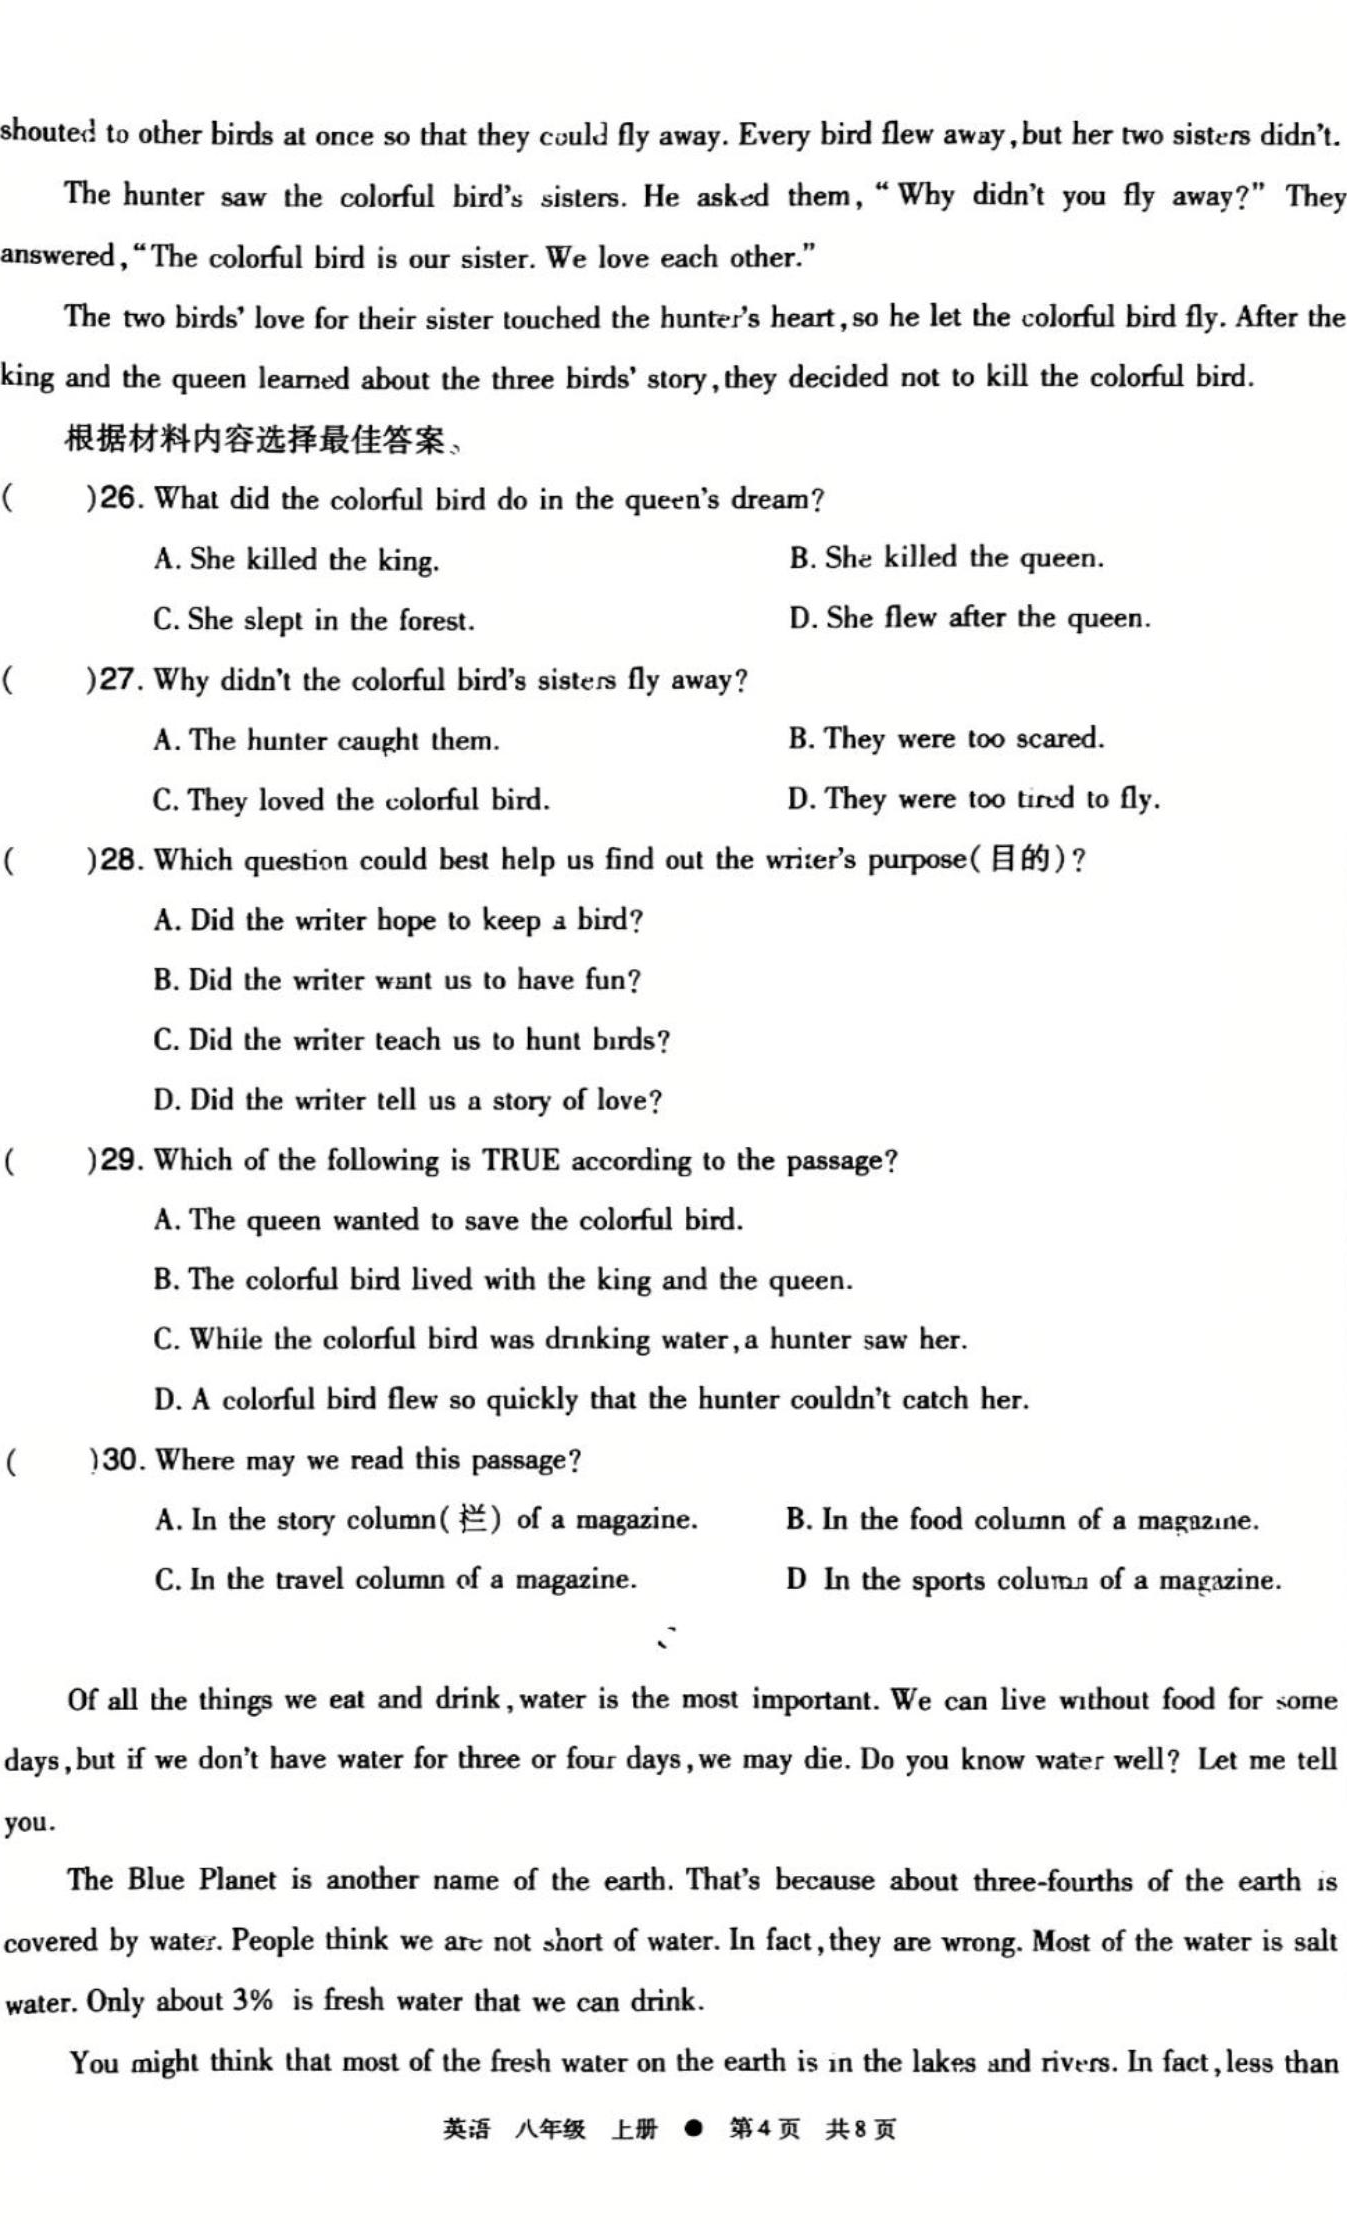 shouted to other birds at once so that they could fly away. Every bird flew away, but her two sisters didn't.
The hunter saw the colorful bird's sisters. He asked them, "Why didn't you fly away?" They
answered, "The colorful bird is our sister. We love each other."
The two birds' love for their sister touched the hunter's heart, so he let the colorful bird fly. After the
king and the queen learned about the three birds' story, they decided not to kill the colorful bird.
根据材料内容选择最佳答案、
( )26. What did the colorful bird do in the queen's dream?
A. She killed the king. B. She killed the queen.
C. She slept in the forest. D. She flew after the queen.
( )27. Why didn't the colorful bird's sisters fly away?
A. The hunter caught them. B. They were too scared.
C. They loved the colorful bird. D. They were too tired to fly.
( )28. Which question could best help us find out the writer's purpose(目的)?
A. Did the writer hope to keep a bird?
B. Did the writer want us to have fun?
C. Did the writer teach us to hunt birds?
D. Did the writer tell us a story of love?
( )29. Which of the following is TRUE according to the passage?
A. The queen wanted to save the colorful bird.
B. The colorful bird lived with the king and the queen.
C. While the colorful bird was drinking water, a hunter saw her.
D. A colorful bird flew so quickly that the hunter couldn't catch her.
( )30. Where may we read this passage?
A. In the story column(栏) of a magazine. B. In the food column of a magazine.
C. In the travel column of a magazine. D In the sports column of a magazine.
Of all the things we eat and drink, water is the most important. We can live without food for some
days, but if we don't have water for three or four days, we may die. Do you know water well? Let me tell
you.
The Blue Planet is another name of the earth. That's because about three-fourths of the earth is
covered by water. People think we are not short of water. In fact, they are wrong. Most of the water is salt
water. Only about 3% is fresh water that we can drink.
You might think that most of the fresh water on the earth is in the lakes and rivers. In fact, less than
英语 八年级 上册 ● 第4页 共8页